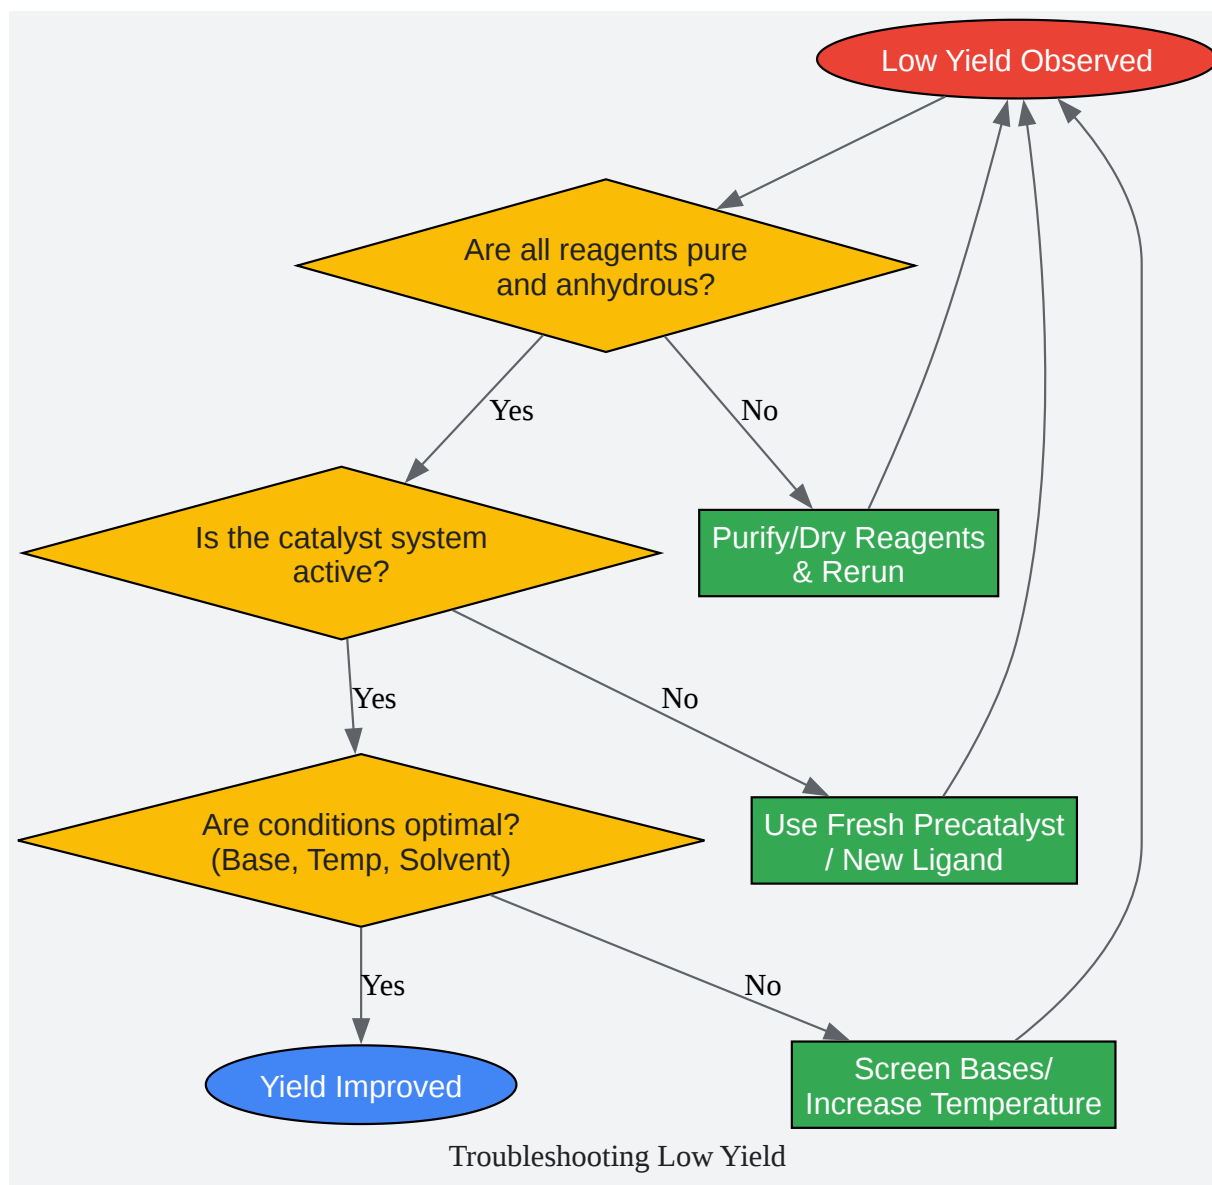 Low Yield Observed
Are all reagents pure
and anhydrous?
Yes
No
Is the catalyst system
active?
Purify/Dry Reagents
& Rerun
Yes
No
Are conditions optimal?
(Base, Temp, Solvent)
Use Fresh Precatalyst
/ New Ligand
Yes
No
Yield Improved
Screen Bases/
Increase Temperature
Troubleshooting Low Yield